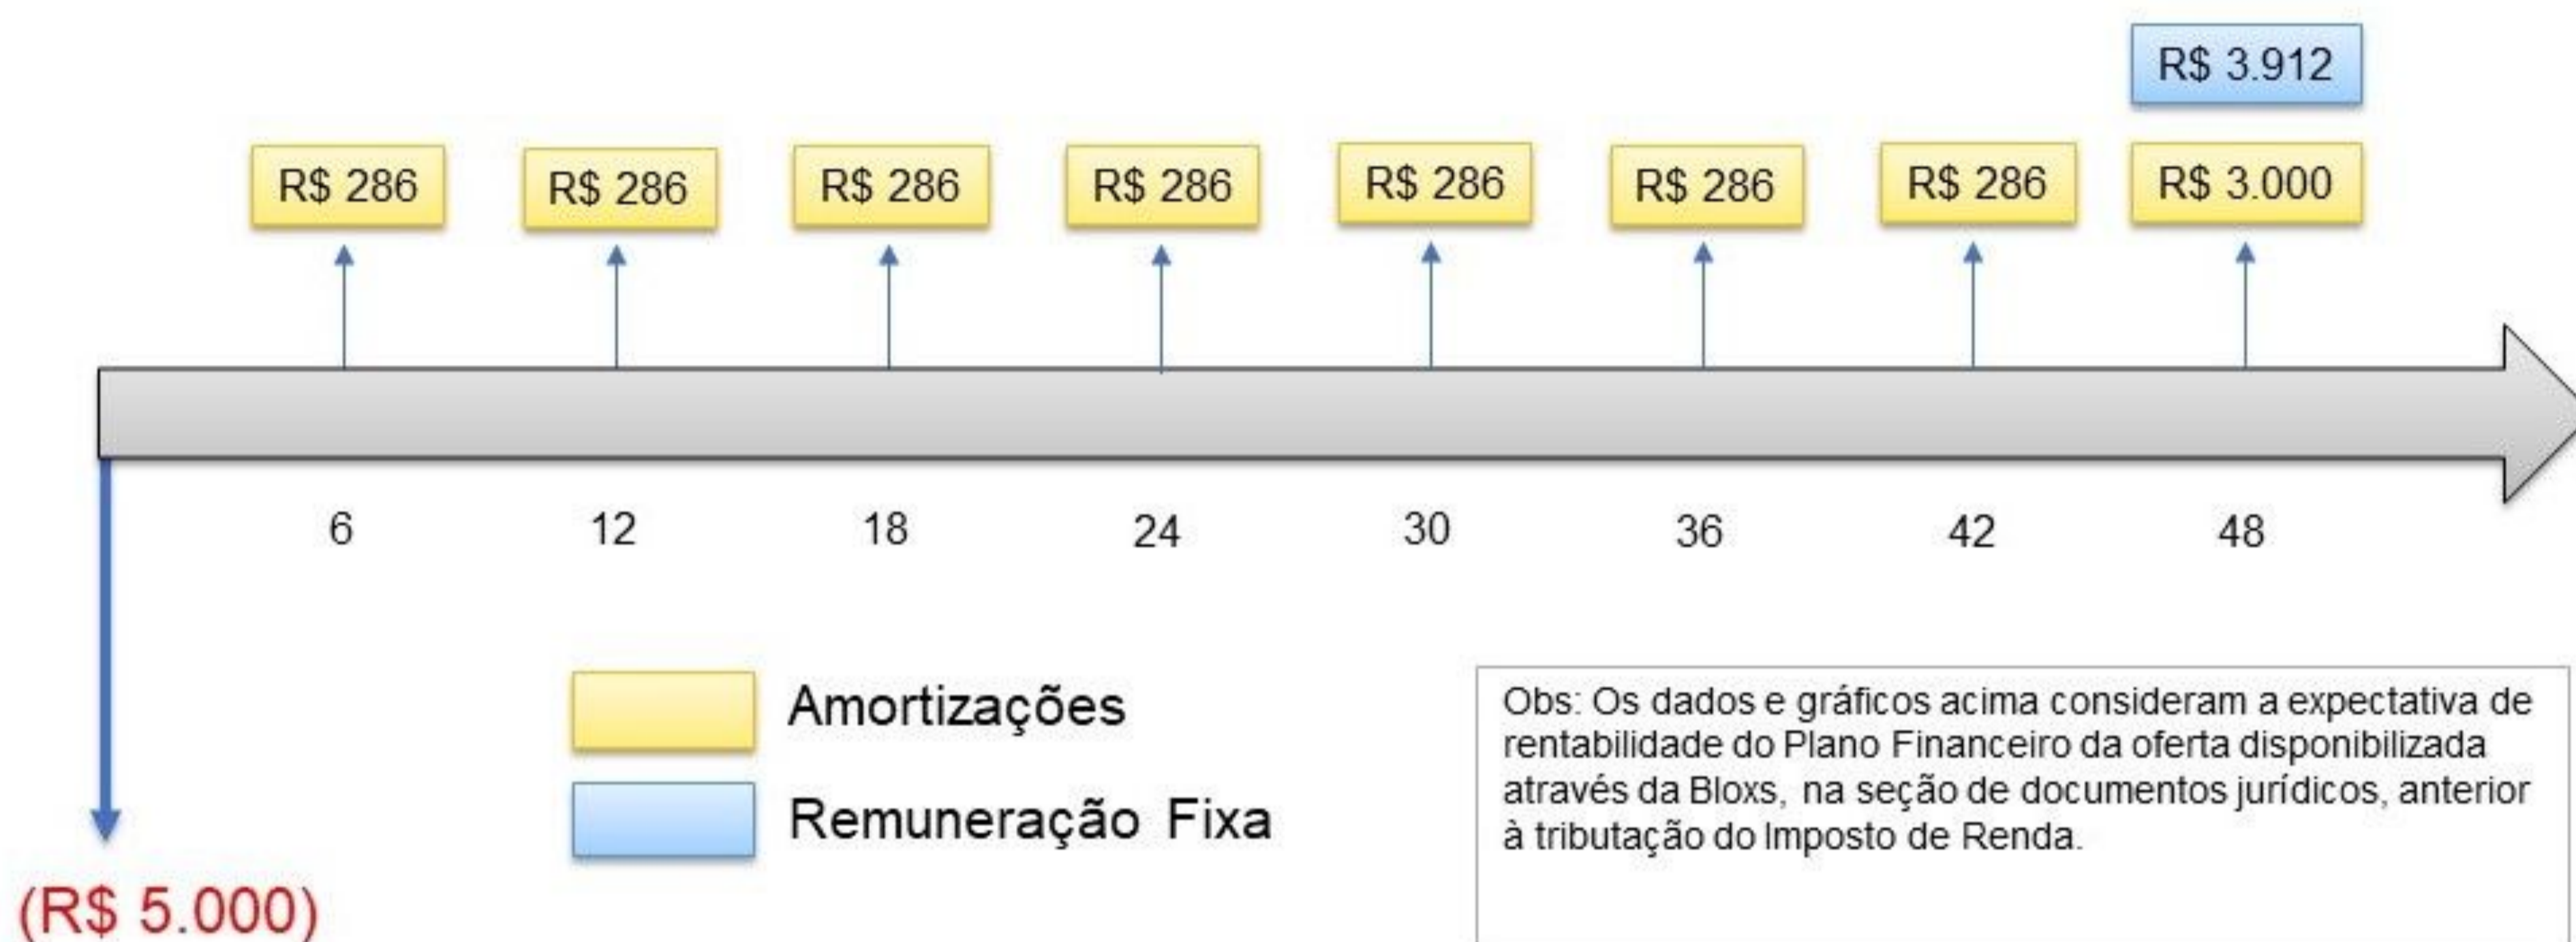 R$ 3.912
R$ 286
R$ 286
R$ 286
R$ 286
R$ 286
R$ 286
R$ 286
R$ 3.000
6
12
18
24
30
36
42
48
Amortizações
Remuneração Fixa
(R$ 5.000)
Obs: Os dados e gráficos acima consideram a expectativa de
rentabilidade do Plano Financeiro da oferta disponibilizada
através da Bloxs, na seção de documentos jurídicos, anterior
à tributação do Imposto de Renda.